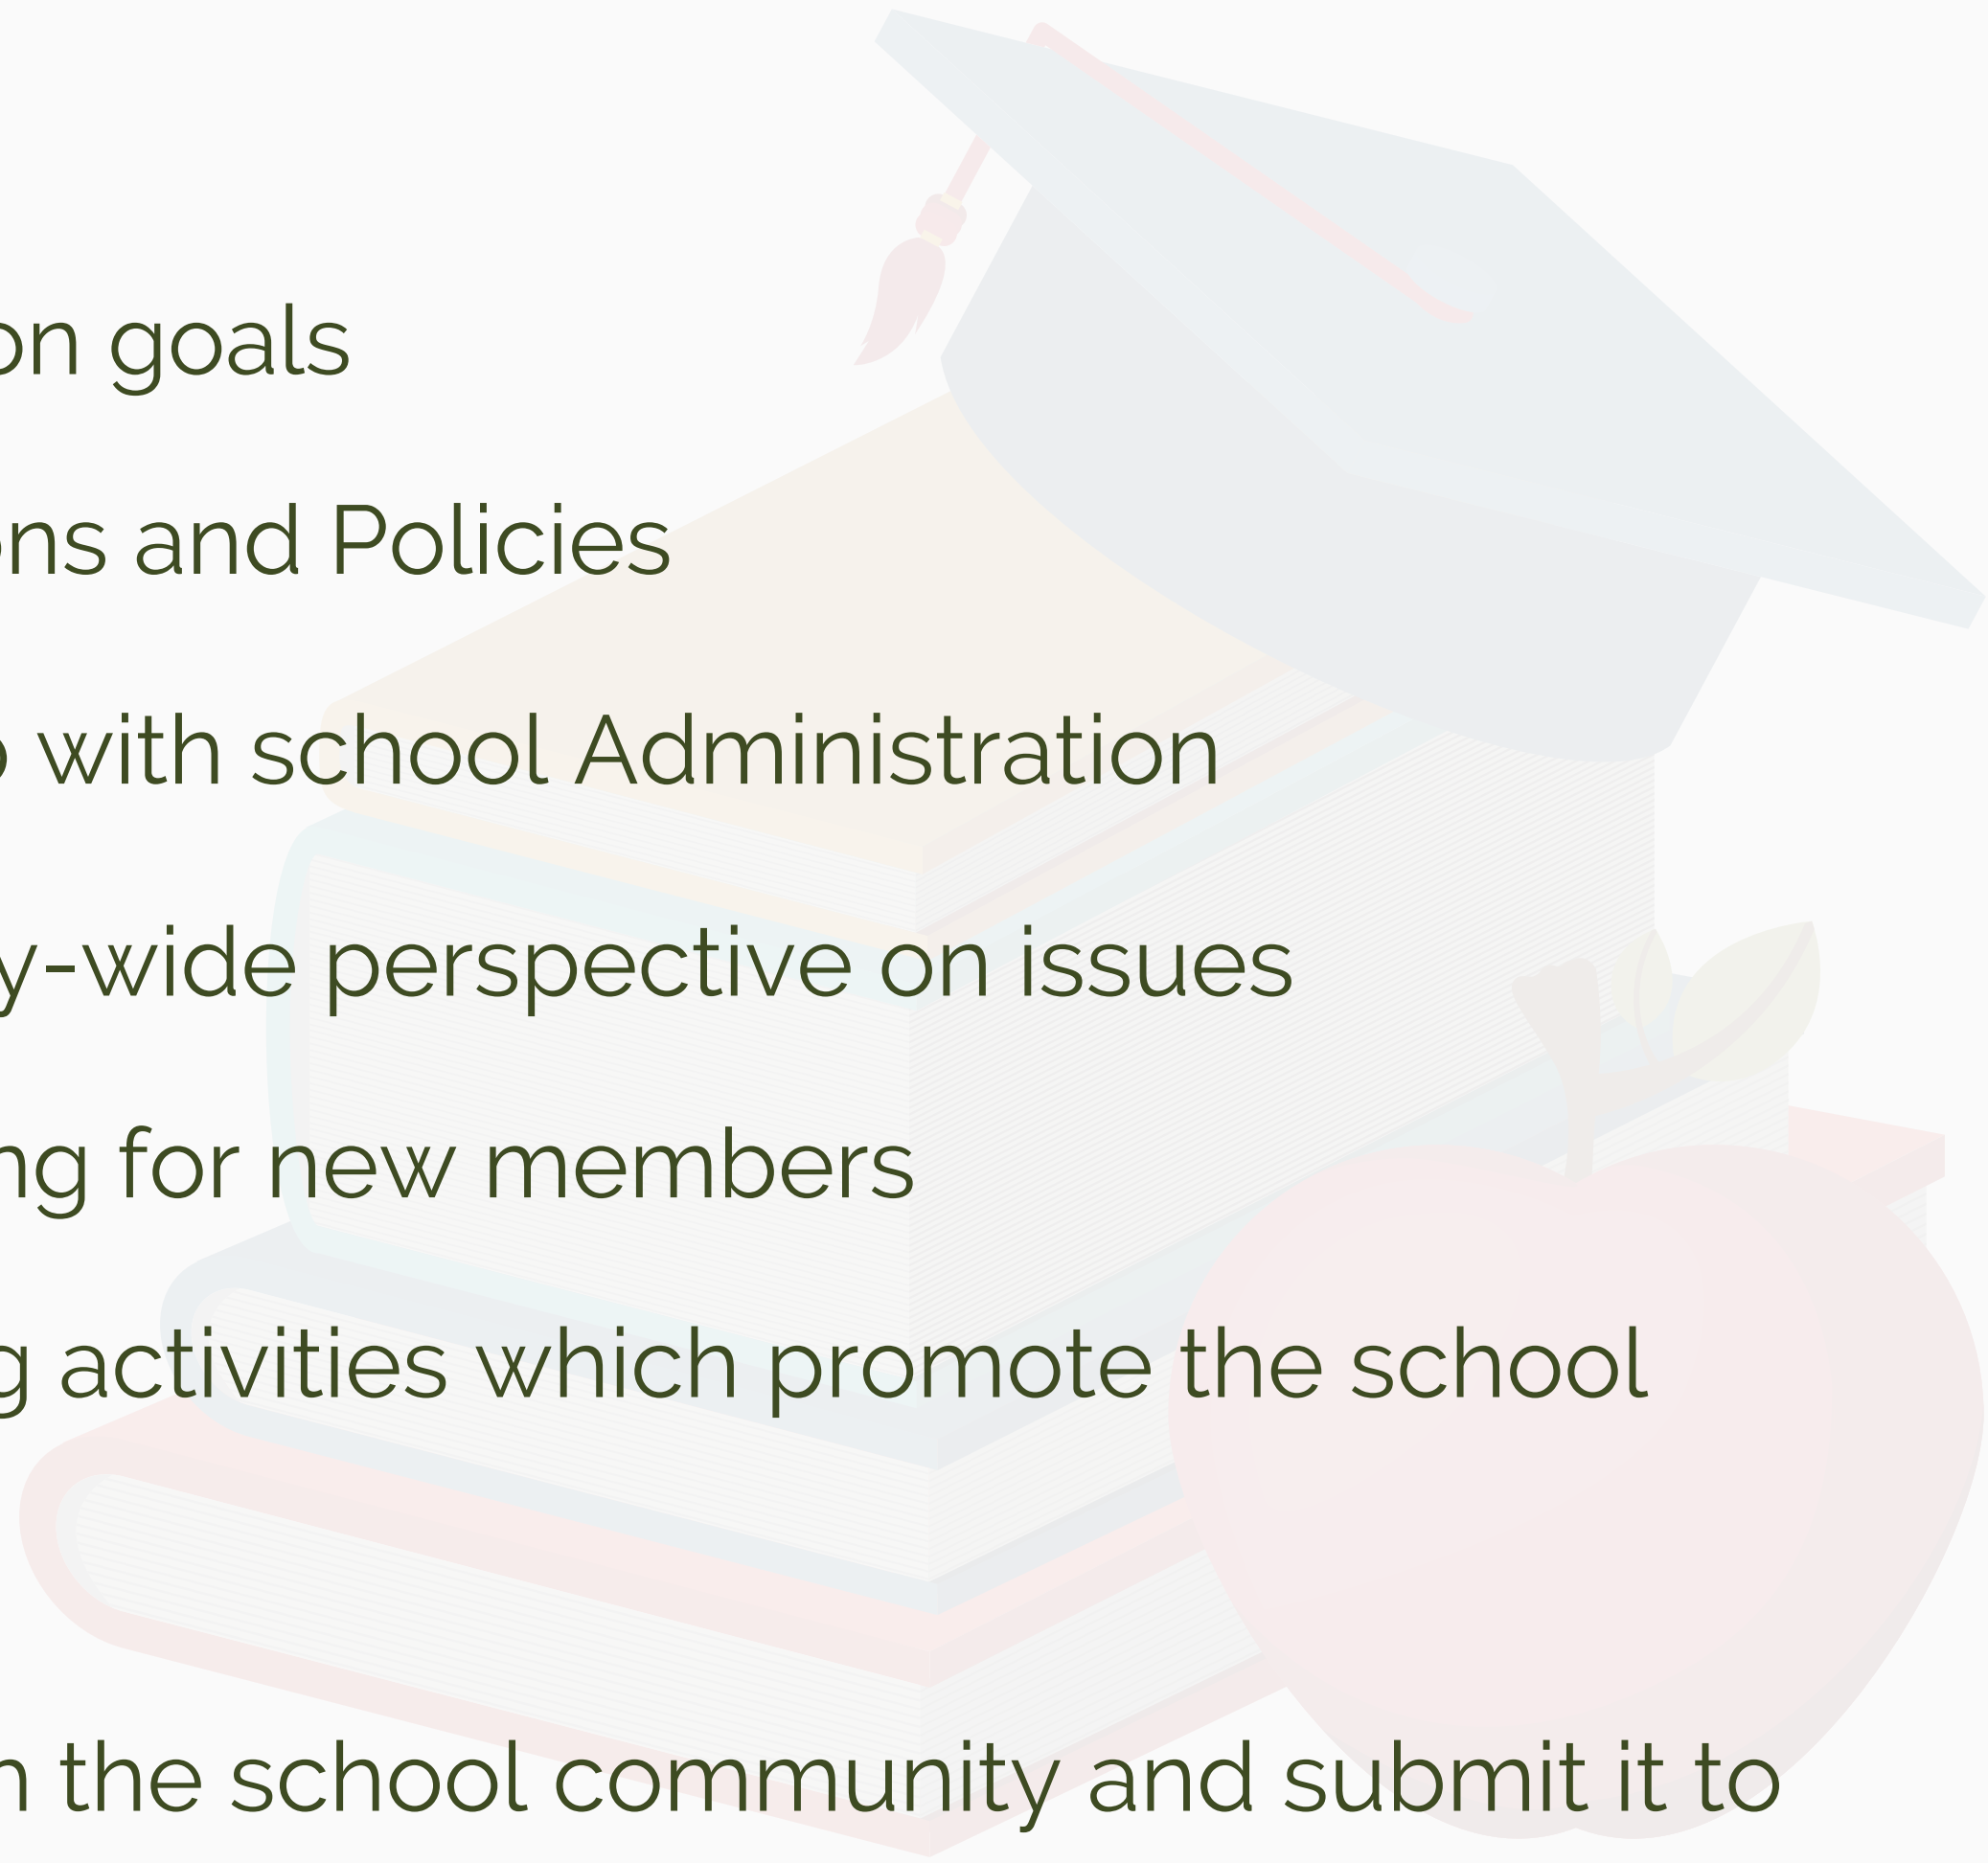 on goals
ns and Policies
with school Administration
y-wide perspective on issues
ng for new members
g activities which promote the school
the school community and submit it to